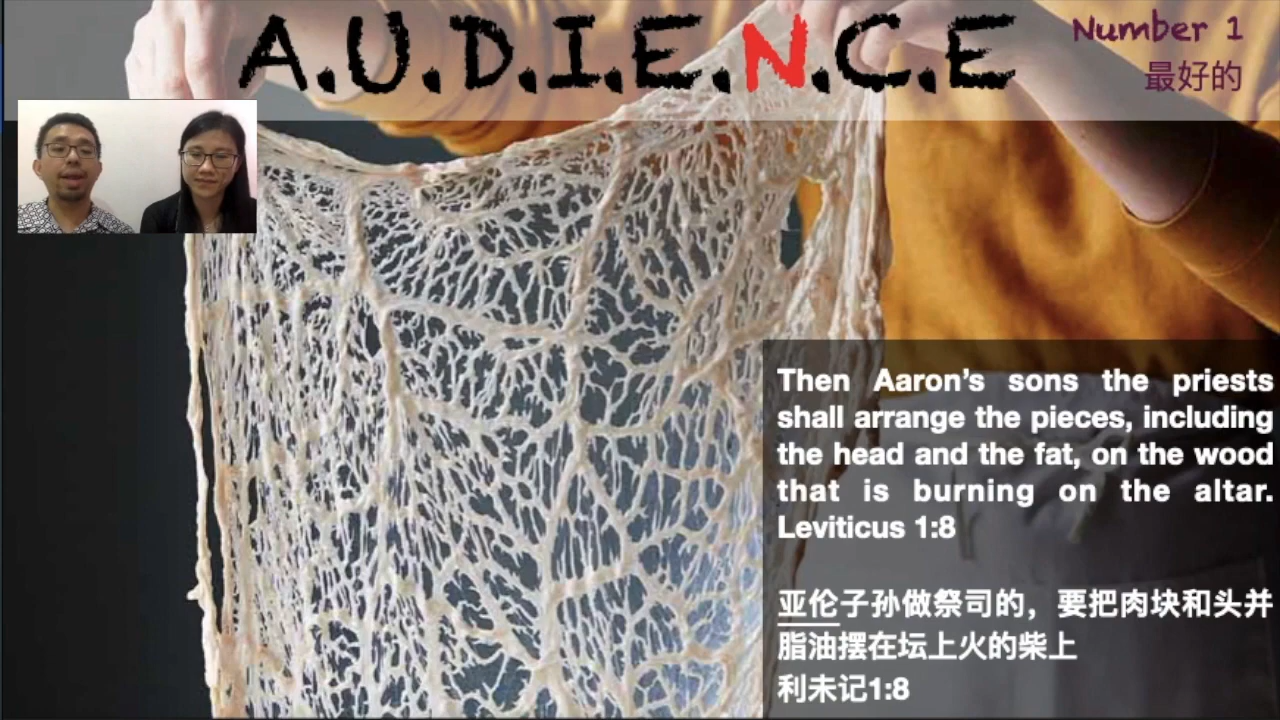 A.U.D.I.E.N.C.E
Number 1
最好的
Then Aaron’s sons the priests
shall arrange the pieces, including
the head and the fat, on the wood
that is burning on the altar.
Leviticus 1:8
亚伦子孙做祭司的，要把肉块和头并
脂油摆在坛上火的柴上
利未记1:8